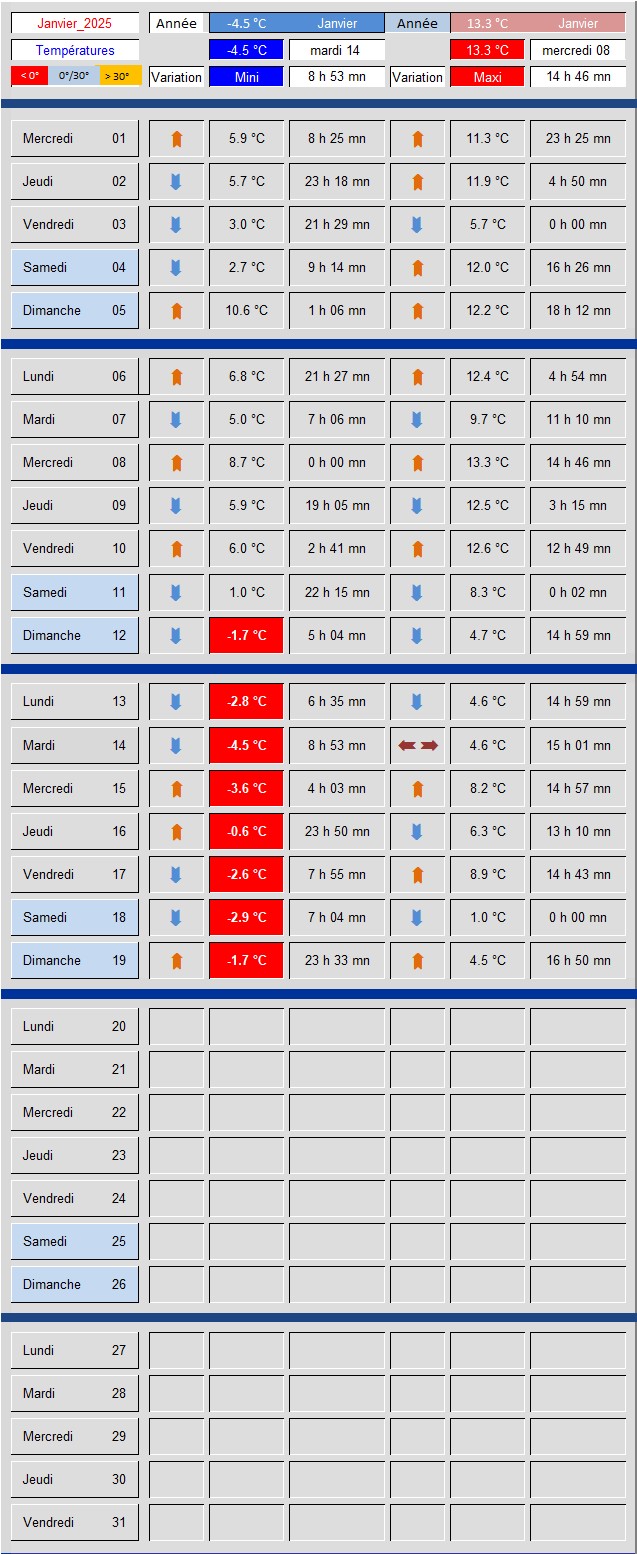 Janvier_2025 Année -4.5 °C Janvier Année 13.3 °C Janvier
Températures -4.5 °C mardi 14 13.3 °C mercredi 08
< 0° 0°/30° > 30° Variation Mini 8 h 53 mn Variation Maxi 14 h 46 mn
Mercredi 01 5.9 °C 8 h 25 mn 11.3 °C 23 h 25 mn
Jeudi 02 5.7 °C 23 h 18 mn 11.9 °C 4 h 50 mn
Vendredi 03 3.0 °C 21 h 29 mn 5.7 °C 0 h 00 mn
Samedi 04 2.7 °C 9 h 14 mn 12.0 °C 16 h 26 mn
Dimanche 05 10.6 °C 1 h 06 mn 12.2 °C 18 h 12 mn
Lundi 06 6.8 °C 21 h 27 mn 12.4 °C 4 h 54 mn
Mardi 07 5.0 °C 7 h 06 mn 9.7 °C 11 h 10 mn
Mercredi 08 8.7 °C 0 h 00 mn 13.3 °C 14 h 46 mn
Jeudi 09 5.9 °C 19 h 05 mn 12.5 °C 3 h 15 mn
Vendredi 10 6.0 °C 2 h 41 mn 12.6 °C 12 h 49 mn
Samedi 11 1.0 °C 22 h 15 mn 8.3 °C 0 h 02 mn
Dimanche 12 -1.7 °C 5 h 04 mn 4.7 °C 14 h 59 mn
Lundi 13 -2.8 °C 6 h 35 mn 4.6 °C 14 h 59 mn
Mardi 14 -4.5 °C 8 h 53 mn 4.6 °C 15 h 01 mn
Mercredi 15 -3.6 °C 4 h 03 mn 8.2 °C 14 h 57 mn
Jeudi 16 -0.6 °C 23 h 50 mn 6.3 °C 13 h 10 mn
Vendredi 17 -2.6 °C 7 h 55 mn 8.9 °C 14 h 43 mn
Samedi 18 -2.9 °C 7 h 04 mn 1.0 °C 0 h 00 mn
Dimanche 19 -1.7 °C 23 h 33 mn 4.5 °C 16 h 50 mn
Lundi 20
Mardi 21
Mercredi 22
Jeudi 23
Vendredi 24
Samedi 25
Dimanche 26
Lundi 27
Mardi 28
Mercredi 29
Jeudi 30
Vendredi 31